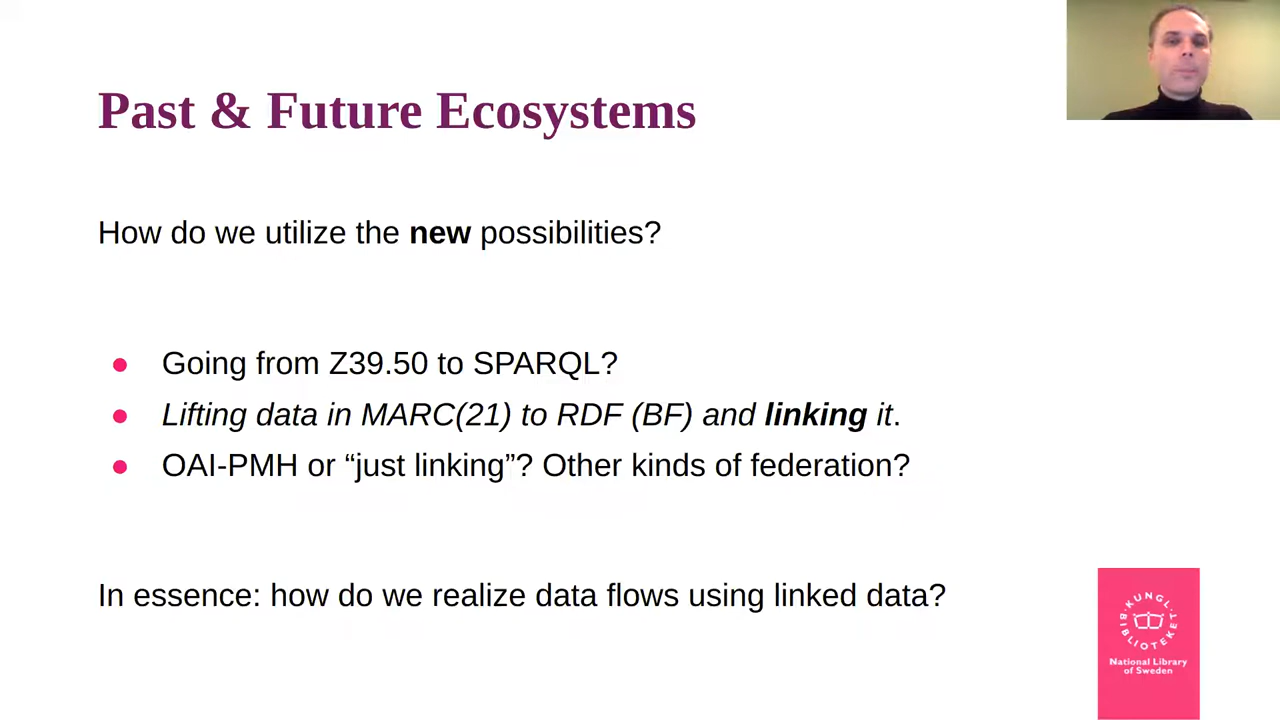 Past & Future Ecosystems
How do we utilize the new possibilities?
● Going from Z39.50 to SPARQL?
● Lifting data in MARC(21) to RDF (BF) and linking it.
● OAI-PMH or “just linking”? Other kinds of federation?
In essence: how do we realize data flows using linked data?
·KUNGL·
BIBLIOTEKET
National Library
of Sweden